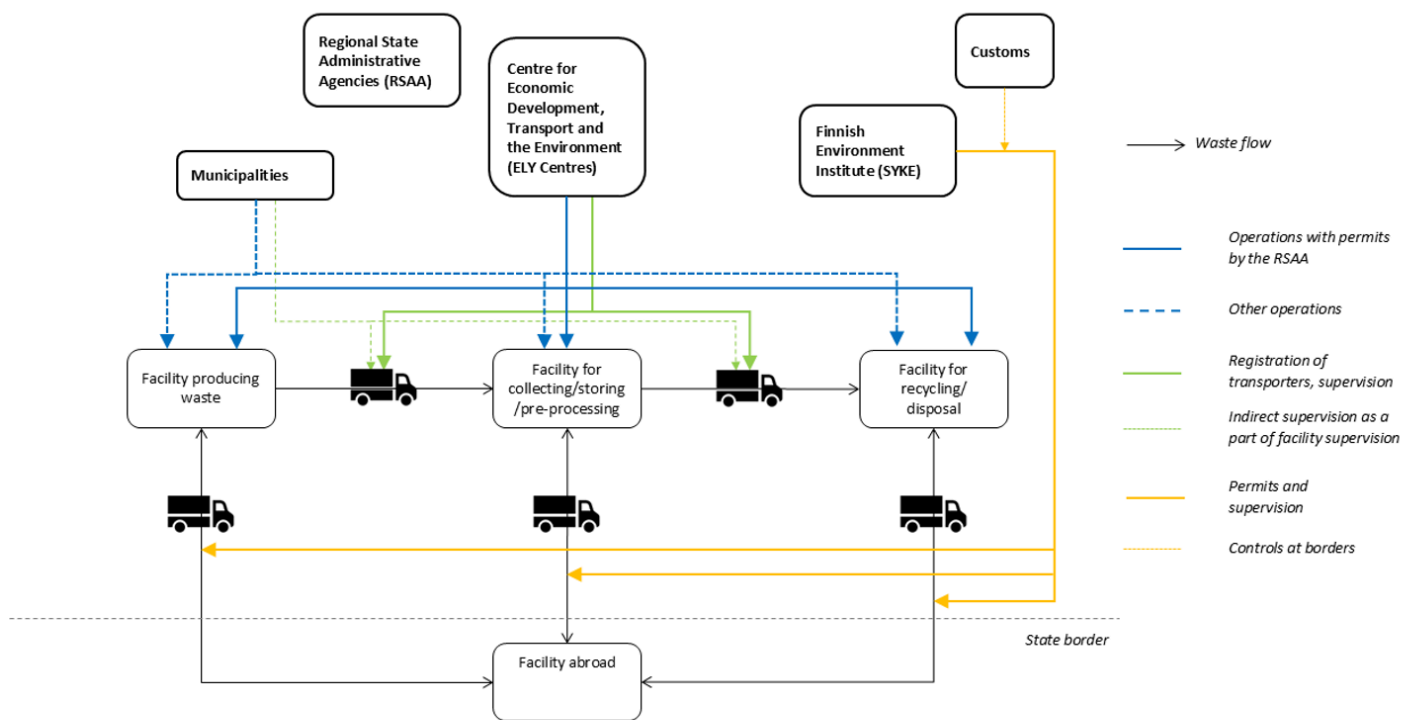 Regional State
Administrative
Agencies (RSAA)
Centre for
Economic
Development,
Transport and
the Environment
(ELY Centres)
Customs
Finnish
Environment
Institute (SYKE)
Municipalities
Waste flow
Operations with permits
by the RSAA
Other operations
Registration of
transporters, supervision
Indirect supervision as a
part of facility supervision
Permits and
supervision
Controls at borders
Facility producing
waste
Facility for
collecting/storing
/pre-processing
Facility for
recycling/
disposal
State border
Facility abroad